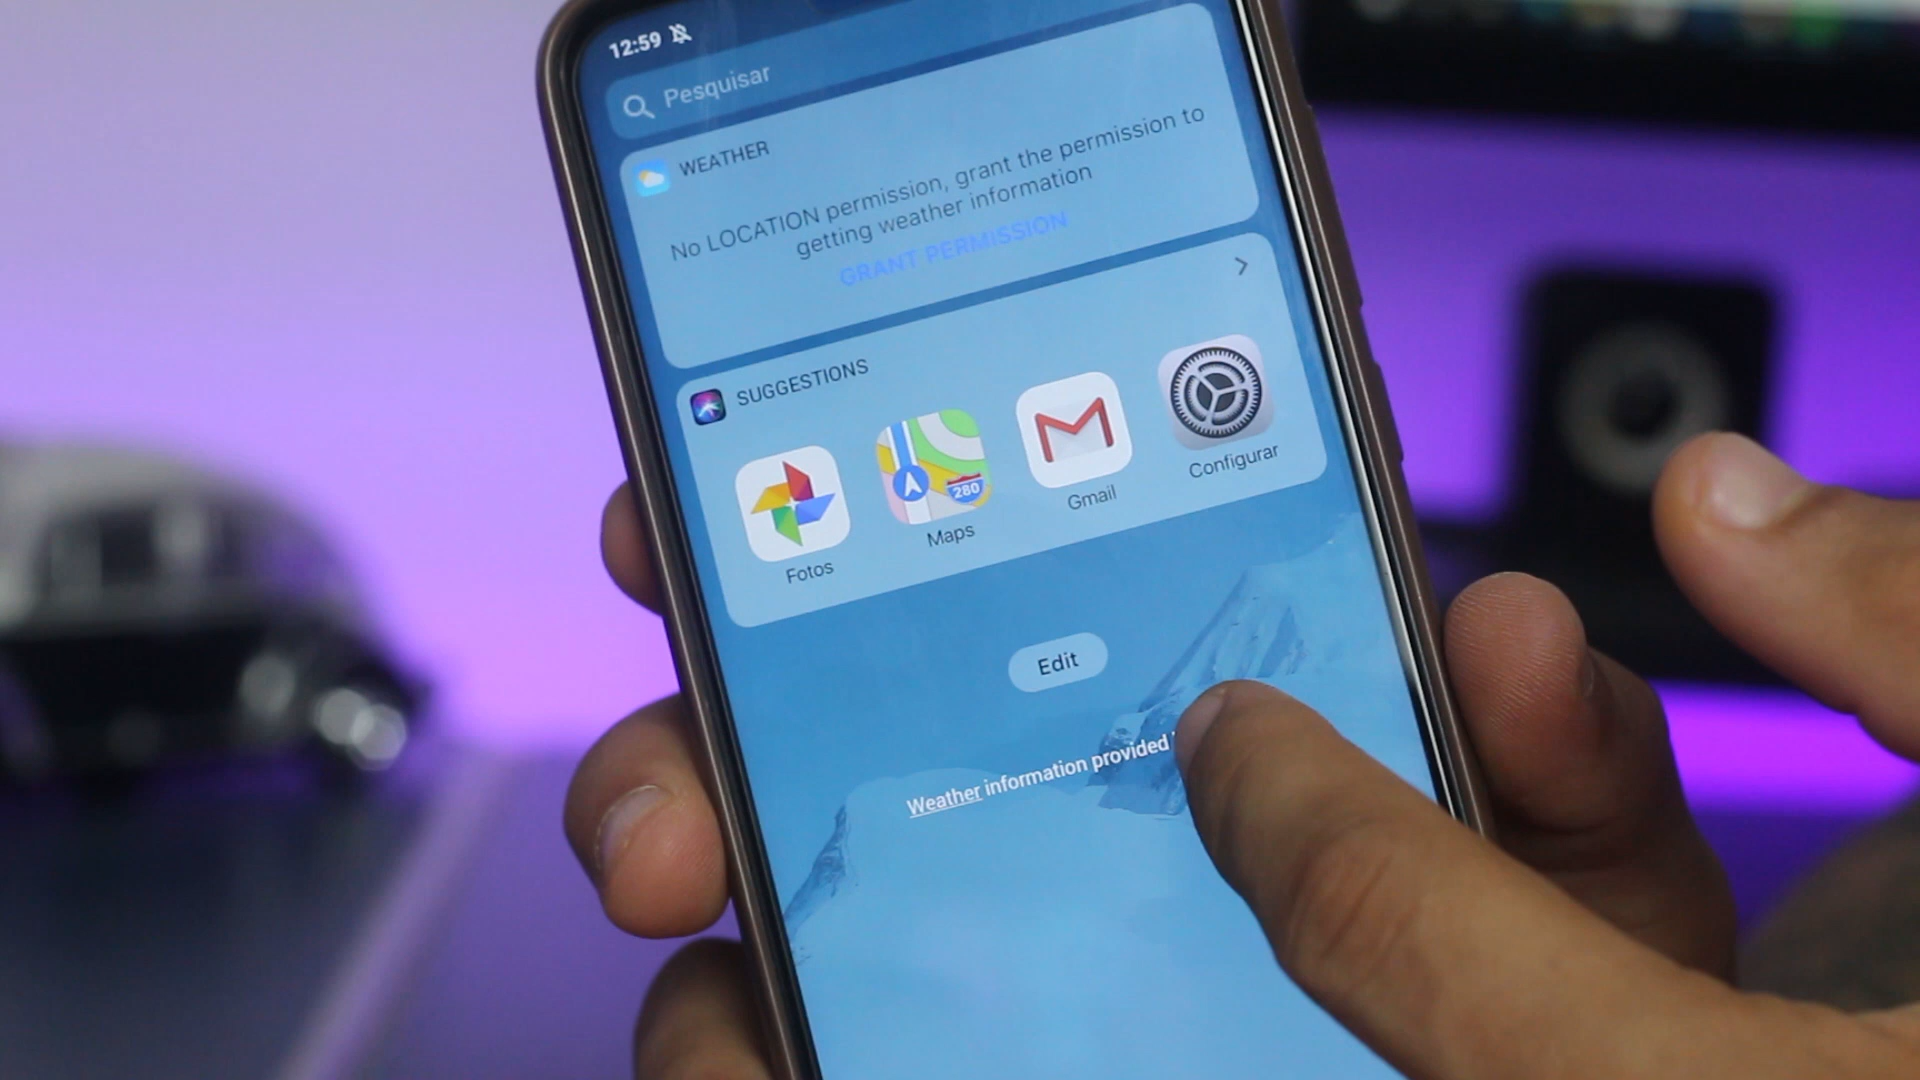 12:59
Pesquisar
WEATHER
No LOCATION permission, grant the permission to
getting weather information
GRANT PERMISSION
SUGGESTIONS
280
Fotos
Maps
Gmail
Configurar
Edit
Weather information provided